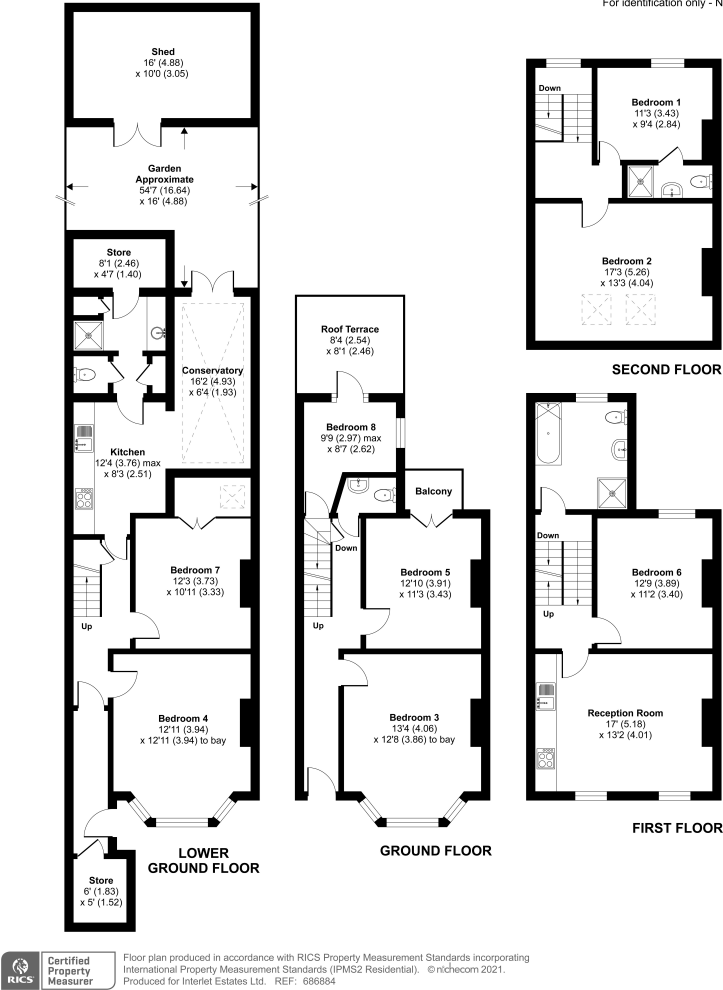 For identification only - N
Shed
16' (4.88)
x 10'0 (3.05)
Garden
Approximate
54'7 (16.64)
x 16' (4.88)
Store
8'1 (2.46)
x 4'7 (1.40)
Conservatory
16'2 (4.93)
x 6'4 (1.93)
Kitchen
12'4 (3.76) max
x 8'3 (2.51)
Bedroom 7
12'3 (3.73)
x 10'11 (3.33)
Up
Bedroom 4
12'11 (3.94)
x 12'11 (3.94) to bay
Store
6' (1.83)
x 5' (1.52)
LOWER
GROUND FLOOR
Roof Terrace
8'4 (2.54)
x 8'1 (2.46)
Bedroom 8
9'9 (2.97) max
x 8'7 (2.62)
Balcony
Down
Bedroom 5
12'10 (3.91)
x 11'3 (3.43)
Up
Bedroom 3
13'4 (4.06)
x 12'8 (3.86) to bay
GROUND FLOOR
Down
Bedroom 1
11'3 (3.43)
x 9'4 (2.84)
Bedroom 2
17'3 (5.26)
x 13'3 (4.04)
SECOND FLOOR
Down
Bedroom 6
12'9 (3.89)
x 11'2 (3.40)
Up
Reception Room
17' (5.18)
x 13'2 (4.01)
FIRST FLOOR
RICS
Certified
Property
Measurer
Floor plan produced in accordance with RICS Property Measurement Standards incorporating
International Property Measurement Standards (IPMS2 Residential). © nichecom 2021.
Produced for Interlet Estates Ltd. REF: 686884